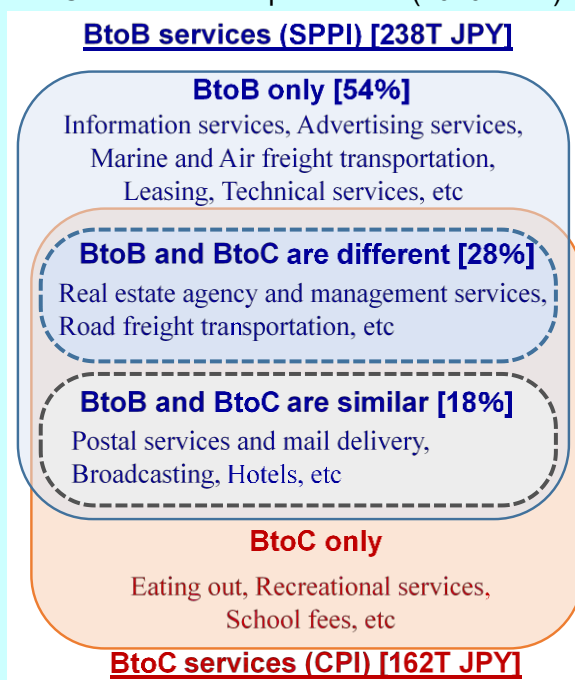 BtoB services (SPPI) [238T JPY]
BtoB only [54%]
Information services, Advertising services,
Marine and Air freight transportation,
Leasing, Technical services, etc
BtoB and BtoC are different [28%]
Real estate agency and management services,
Road freight transportation, etc
BtoB and BtoC are similar [18%]
Postal services and mail delivery,
Broadcasting, Hotels, etc
BtoC only
Eating out, Recreational services,
School fees, etc
BtoC services (CPI) [162T JPY]